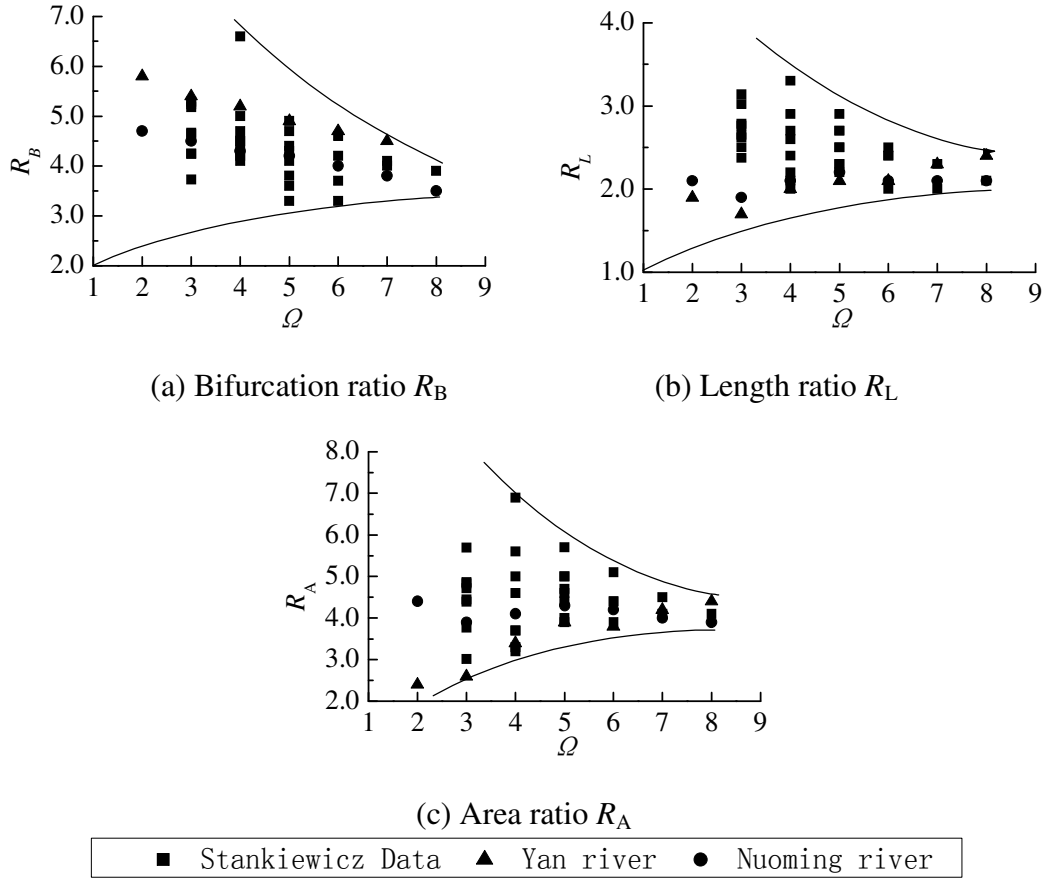 7.0
6.0
5.0
4.0
3.0
2.0
R_B
1 2 3 4 5 6 7 8 9
Ω
(a) Bifurcation ratio R_B
4.0
3.0
2.0
1.0
R_L
1 2 3 4 5 6 7 8 9
Ω
(b) Length ratio R_L
8.0
7.0
6.0
5.0
4.0
3.0
2.0
R_A
1 2 3 4 5 6 7 8 9
Ω
(c) Area ratio R_A
Stankiewicz Data Yan river Nuoming river